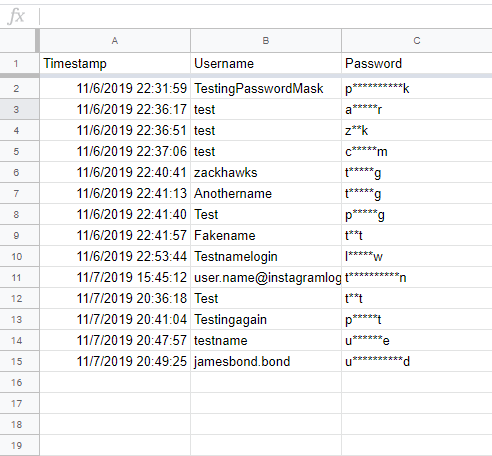 fx
A B C
1 Timestamp Username Password
2 11/6/2019 22:31:59 TestingPasswordMask p**********k
3 11/6/2019 22:36:17 test a*****r
4 11/6/2019 22:36:51 test z**k
5 11/6/2019 22:37:06 test c*****m
6 11/6/2019 22:40:41 zackhawks t*****g
7 11/6/2019 22:41:13 Anothername t*****g
8 11/6/2019 22:41:40 Test p*****g
9 11/6/2019 22:41:57 Fakename t**t
10 11/6/2019 22:53:44 Testnamelogin l*****w
11 11/7/2019 15:45:12 user.name@instagramlog t**********n
12 11/7/2019 20:36:18 Test t**t
13 11/7/2019 20:41:04 Testingagain p*****t
14 11/7/2019 20:47:57 testname u******e
15 11/7/2019 20:49:25 jamesbond.bond u**********d
16
17
18
19